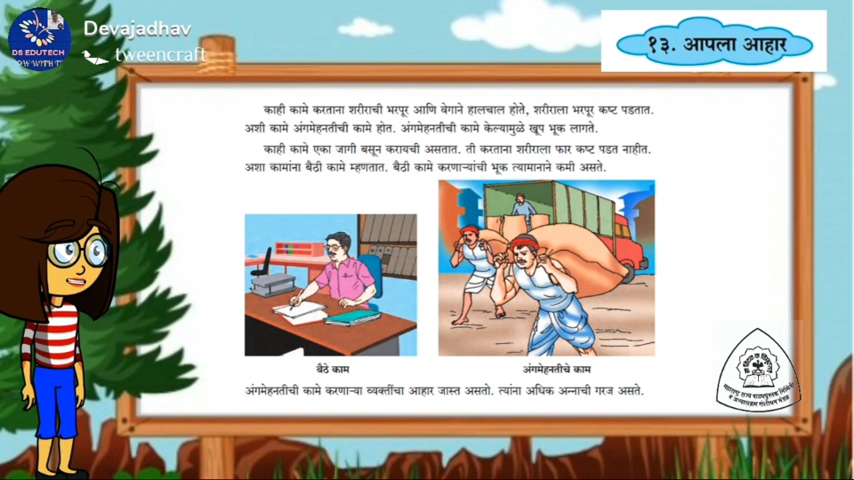 Devajadhav
tweencraft
DS EDUTECH
१३. आपला आहार
काही कामे करताना शरीराची भरपूर आणि वेगाने हालचाल होते, शरीराला भरपूर कष्ट पडतात.
अशी कामे अंगमेहनतीची कामे होत. अंगमेहनतीची कामे केल्यामुळे खूप भूक लागते.
काही कामे एका जागी बसून करायची असतात. ती करताना शरीराला फार कष्ट पडत नाहीत.
अशा कामांना बैठी कामे म्हणतात. बैठी कामे करणाऱ्यांची भूक त्यामानाने कमी असते.
बैठे काम
अंगमेहनतीचे काम
अंगमेहनतीची कामे करणाऱ्या व्यक्तींचा आहार जास्त असतो. त्यांना अधिक अन्नाची गरज असते.